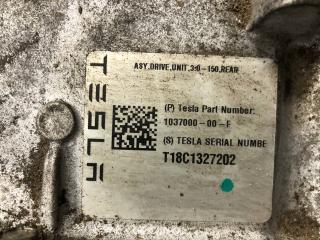 TESLA
ASY,DRIVE,UNIT,3:0-150,REAR
(P) Tesla Part Number:
1037000-00-F
(S) TESLA SERIAL NUMBE
T18C1327202